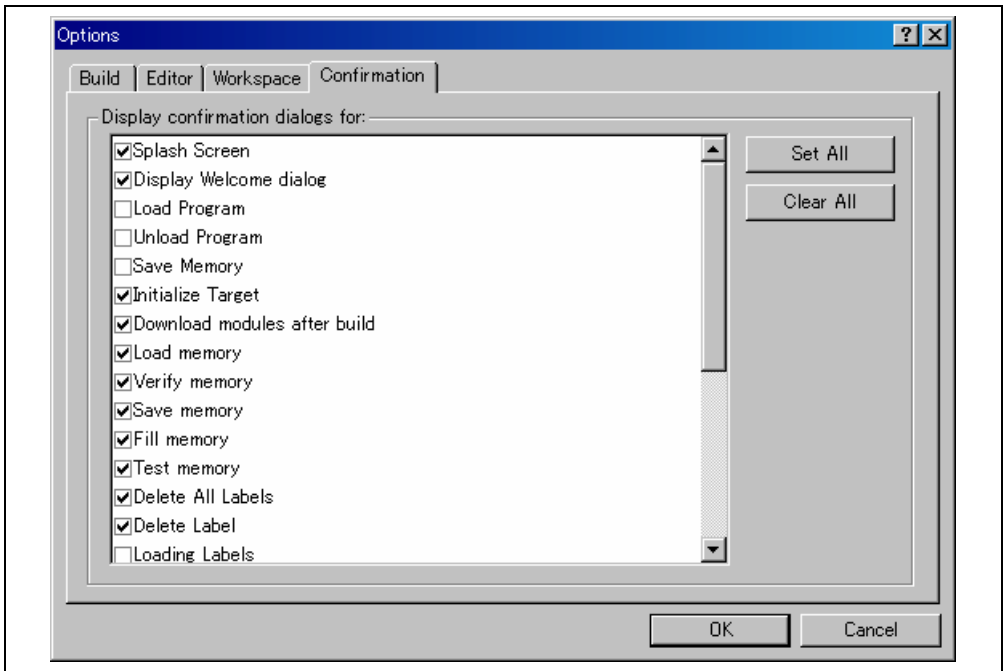 Options
Build Editor Workspace Confirmation
Display confirmation dialogs for:
Splash Screen
Display Welcome dialog
Load Program
Unload Program
Save Memory
Initialize Target
Download modules after build
Load memory
Verify memory
Save memory
Fill memory
Test memory
Delete All Labels
Delete Label
Loading Labels
Set All
Clear All
OK Cancel